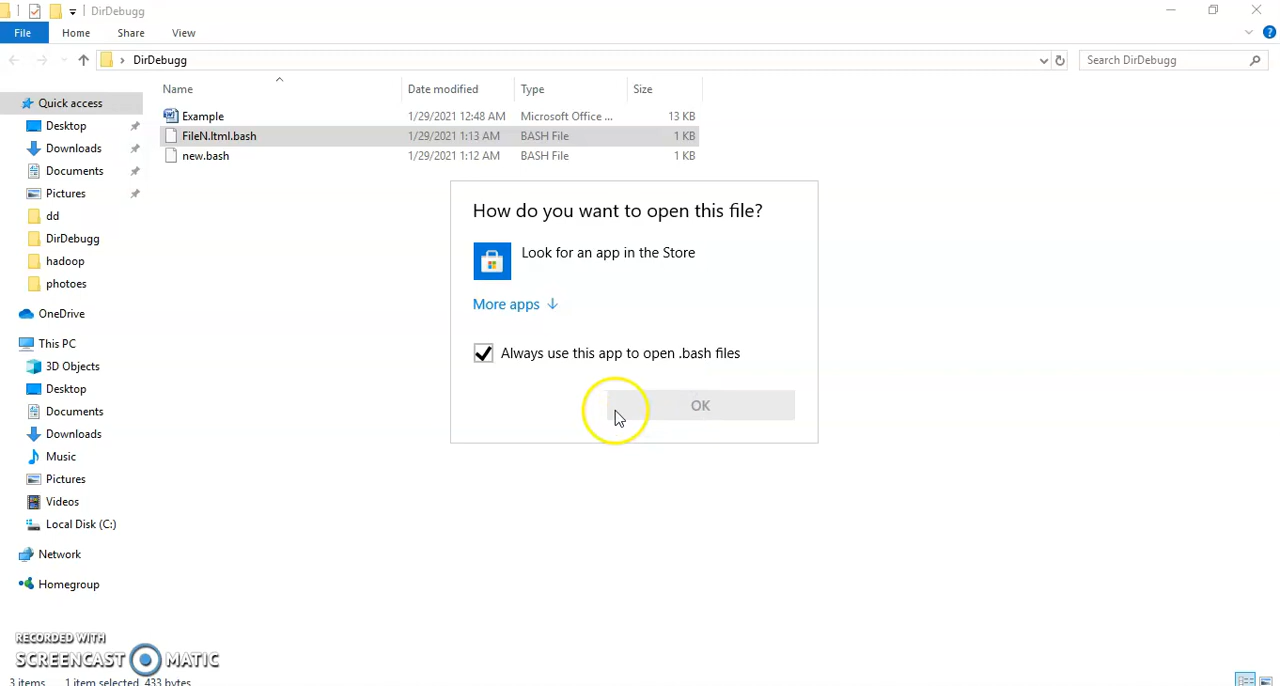 DirDebugg
File Home Share View
DirDebugg
Search DirDebugg
Name Date modified Type Size
Quick access
Desktop
Downloads
Documents
Pictures
dd
DirDebugg
hadoop
photoes
OneDrive
This PC
3D Objects
Desktop
Documents
Downloads
Music
Pictures
Videos
Local Disk (C:)
Network
Homegroup
Example 1/29/2021 12:48 AM Microsoft Office ... 13 KB
FileN.ltml.bash 1/29/2021 1:13 AM BASH File 1 KB
new.bash 1/29/2021 1:12 AM BASH File 1 KB
How do you want to open this file?
Look for an app in the Store
More apps
Always use this app to open .bash files
OK
RECORDED WITH
SCREENCAST MATIC
3 items 1 item selected 433 bytes